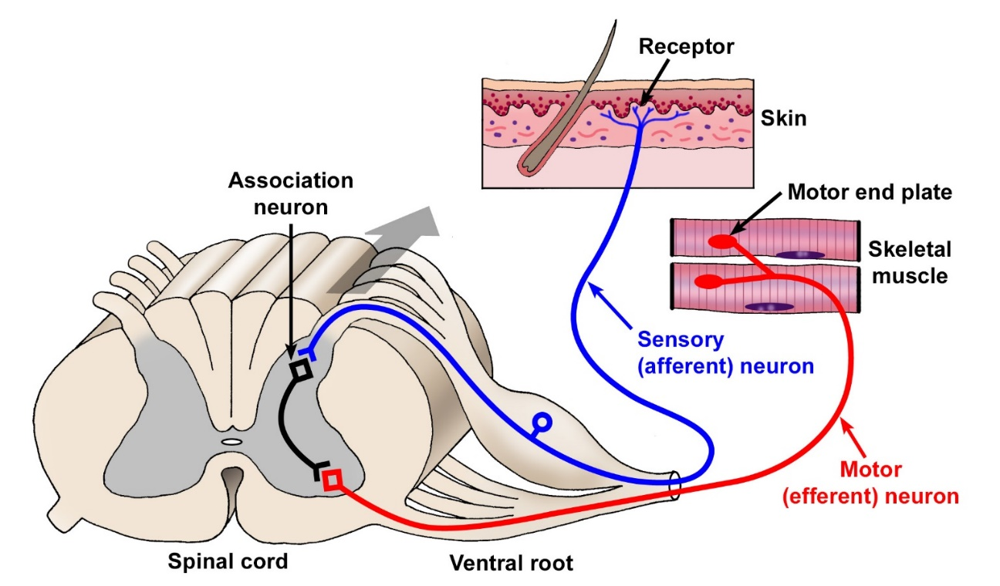 Receptor
Skin
Association
neuron
Motor end plate
Skeletal
muscle
Sensory
(afferent) neuron
Motor
(efferent) neuron
Spinal cord
Ventral root